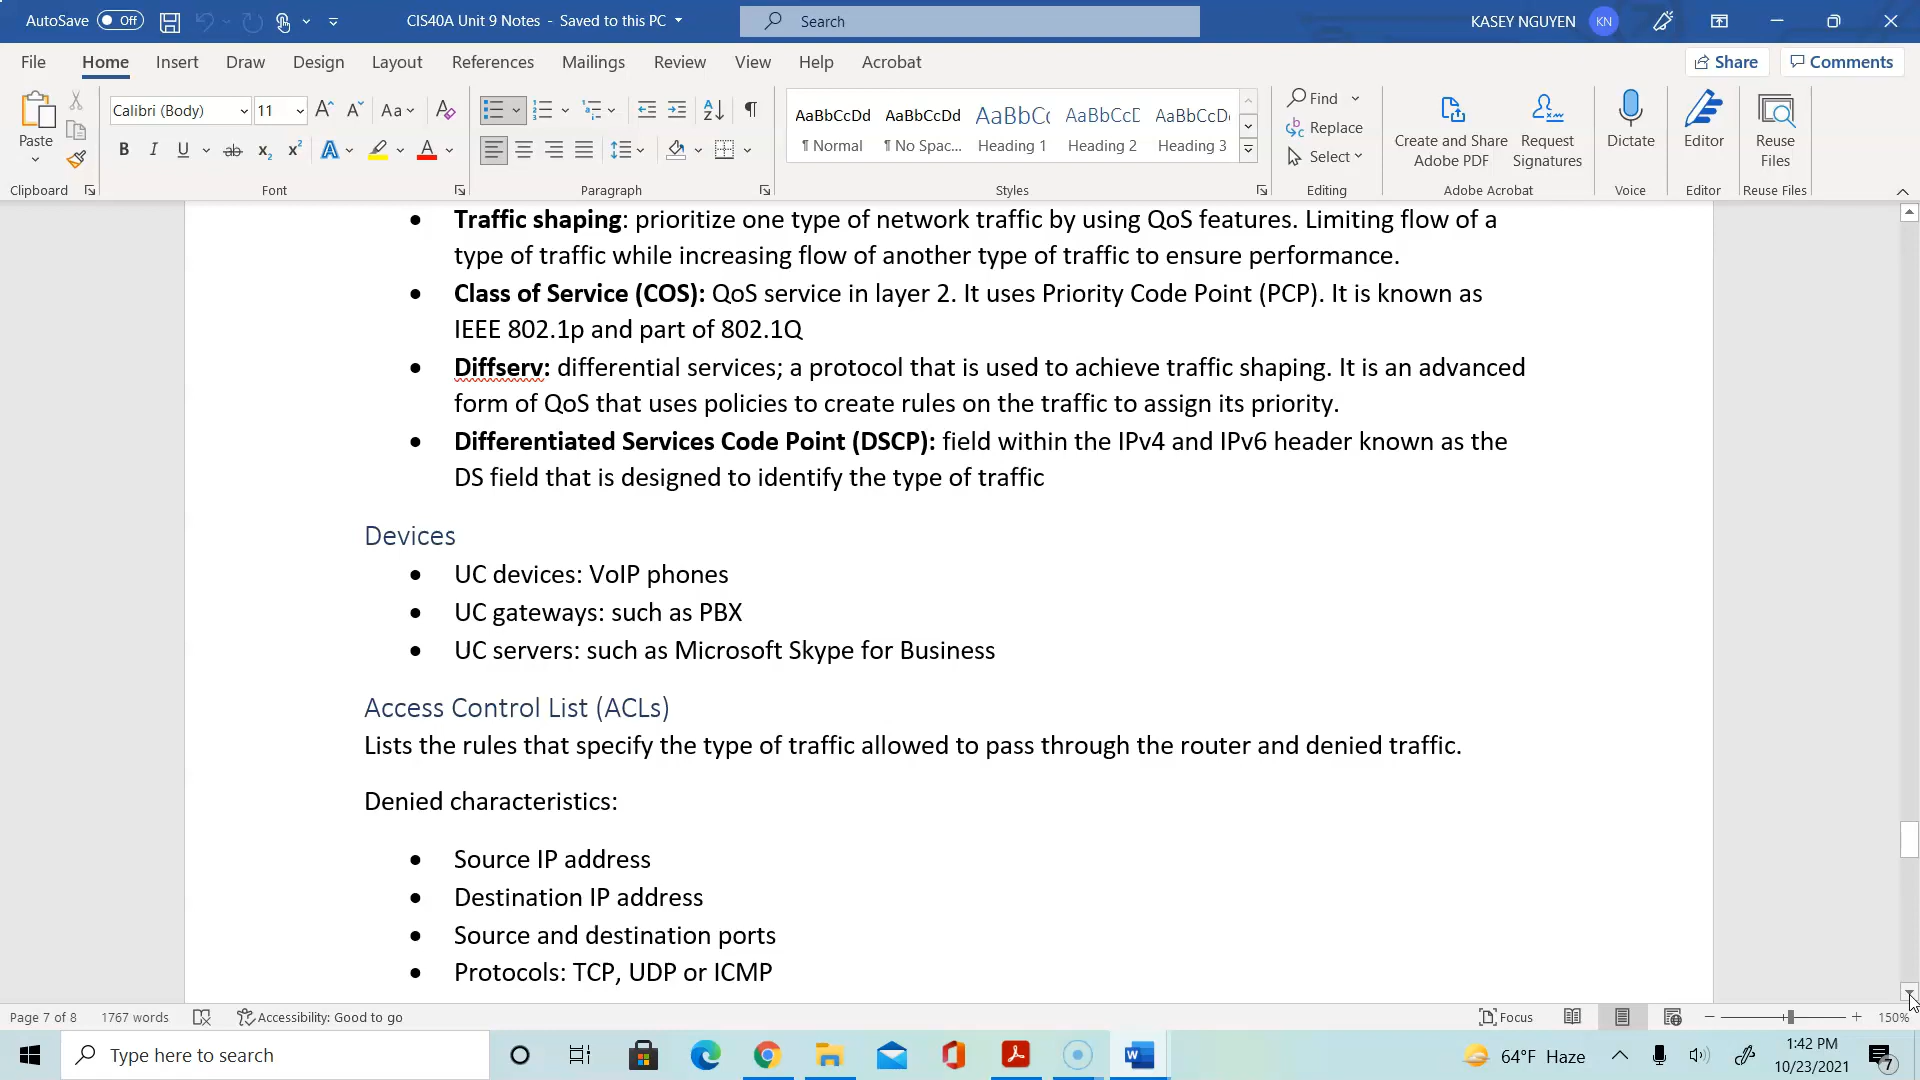 AutoSave Off CIS40A Unit 9 Notes - Saved to this PC Search KASEY NGUYEN KN
File Home Insert Draw Design Layout References Mailings Review View Help Acrobat Share Comments
Paste
Clipboard
Calibri (Body) 11
Font
Paragraph
AaBbCcDd AaBbCcDd AaBbCc AaBbCcD AaBbCcD
¶ Normal ¶ No Spac... Heading 1 Heading 2 Heading 3
Styles
Find
Replace
Select
Editing
Create and Share
Adobe PDF
Request
Signatures
Adobe Acrobat
Dictate
Voice
Editor
Editor
Reuse
Files
Reuse Files
• Traffic shaping: prioritize one type of network traffic by using QoS features. Limiting flow of a
type of traffic while increasing flow of another type of traffic to ensure performance.
• Class of Service (COS): QoS service in layer 2. It uses Priority Code Point (PCP). It is known as
IEEE 802.1p and part of 802.1Q
• Diffserv: differential services; a protocol that is used to achieve traffic shaping. It is an advanced
form of QoS that uses policies to create rules on the traffic to assign its priority.
• Differentiated Services Code Point (DSCP): field within the IPv4 and IPv6 header known as the
DS field that is designed to identify the type of traffic
Devices
• UC devices: VoIP phones
• UC gateways: such as PBX
• UC servers: such as Microsoft Skype for Business
Access Control List (ACLs)
Lists the rules that specify the type of traffic allowed to pass through the router and denied traffic.
Denied characteristics:
• Source IP address
• Destination IP address
• Source and destination ports
• Protocols: TCP, UDP or ICMP
Page 7 of 8 1767 words Accessibility: Good to go Focus 150%
Type here to search 64°F Haze 1:42 PM
10/23/2021 7